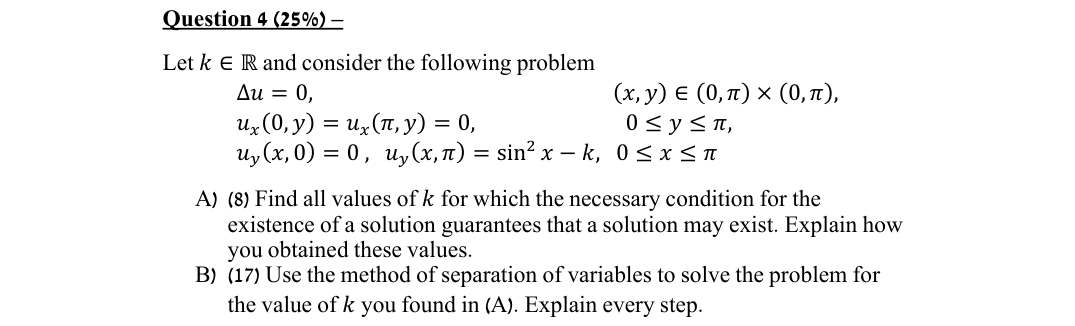 Question 4 (25%) –
Let k ∈ ℝ and consider the following problem
Δu = 0, (x, y) ∈ (0, π) × (0, π),
uₓ(0, y) = uₓ(π, y) = 0, 0 ≤ y ≤ π,
u_y(x, 0) = 0 , u_y(x, π) = sin² x − k, 0 ≤ x ≤ π
A) (8) Find all values of k for which the necessary condition for the
existence of a solution guarantees that a solution may exist. Explain how
you obtained these values.
B) (17) Use the method of separation of variables to solve the problem for
the value of k you found in (A). Explain every step.